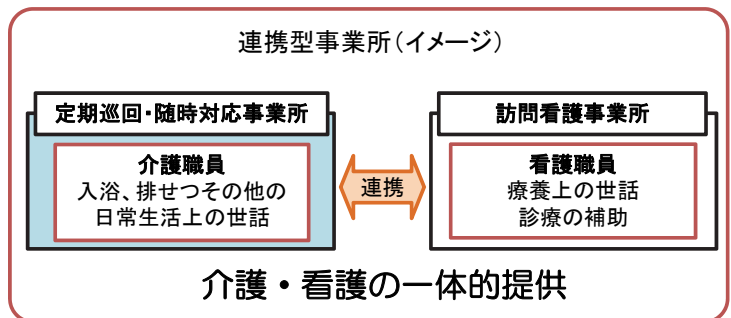 連携型事業所（イメージ）
定期巡回・随時対応事業所
介護職員
入浴、排せつその他の
日常生活上の世話
連携
訪問看護事業所
看護職員
療養上の世話
診療の補助
介護・看護の一体的提供